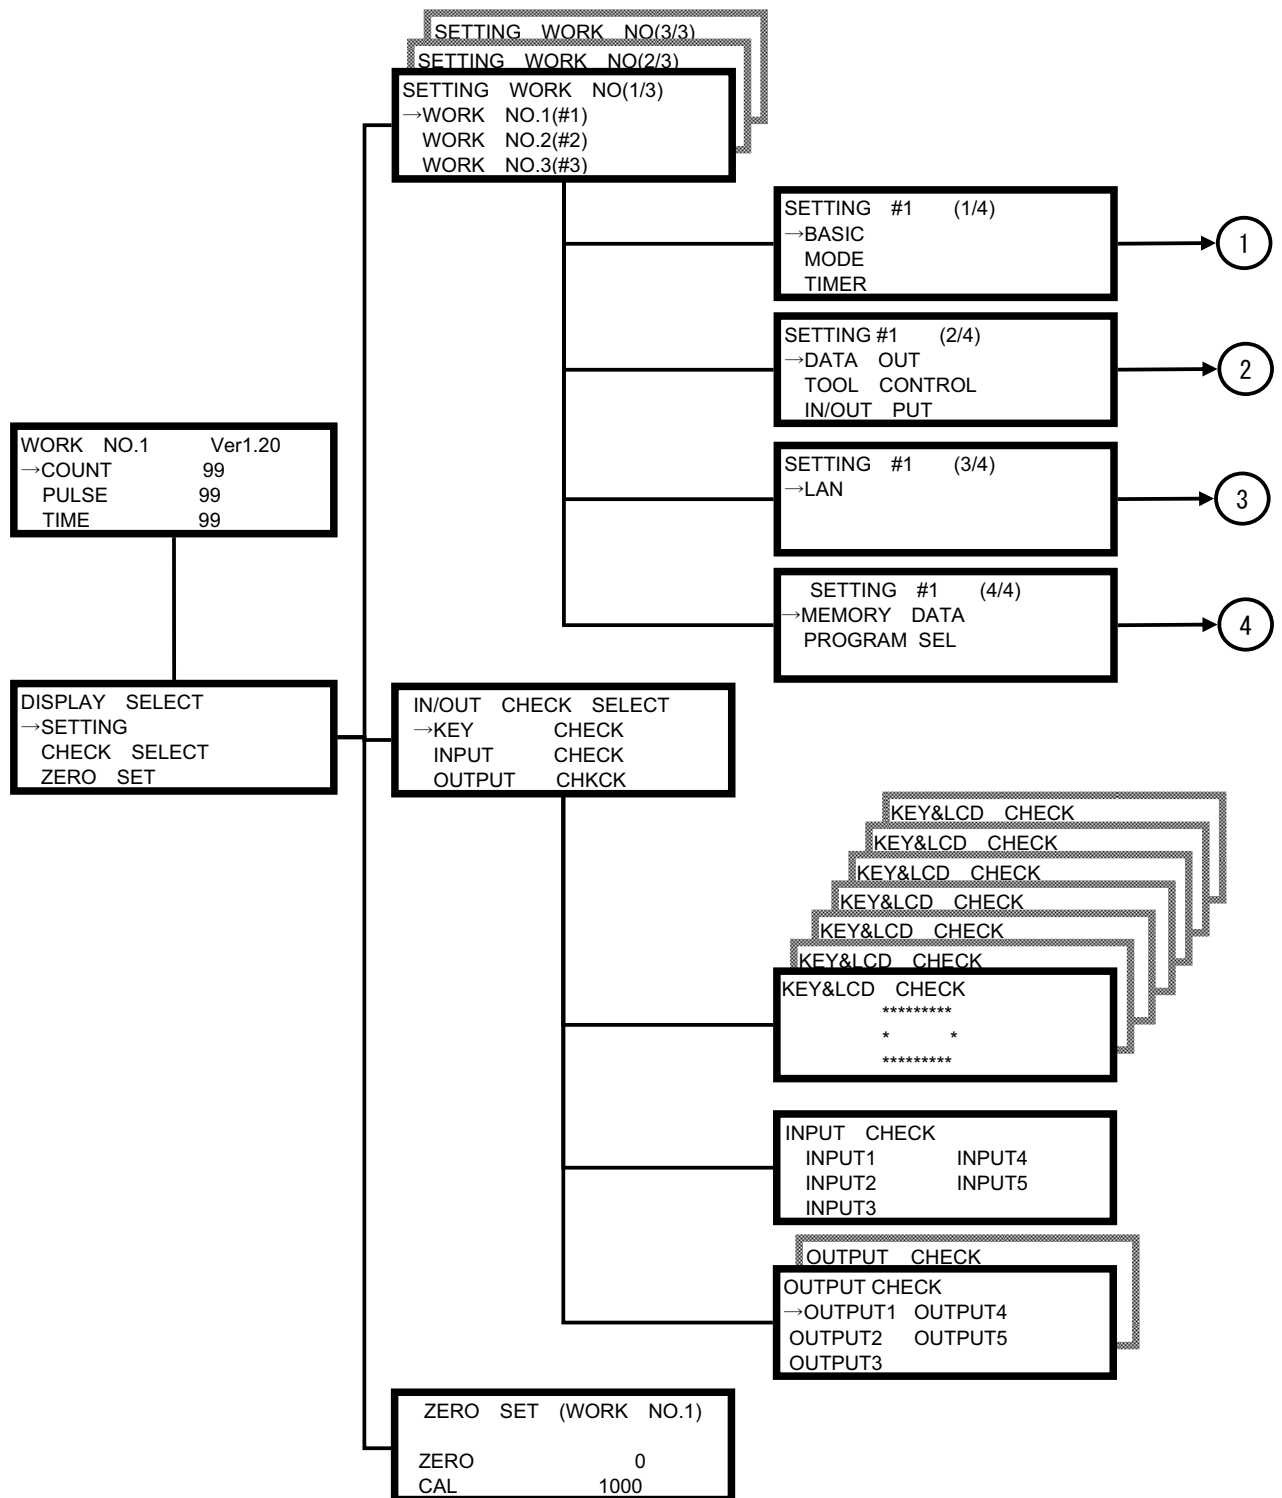 SETTING WORK NO(3/3)
SETTING WORK NO(2/3)
SETTING WORK NO(1/3)
→WORK NO.1(#1)
WORK NO.2(#2)
WORK NO.3(#3)
SETTING #1 (1/4)
→BASIC
MODE
TIMER
1
SETTING #1 (2/4)
→DATA OUT
TOOL CONTROL
IN/OUT PUT
2
WORK NO.1 Ver1.20
→COUNT 99
PULSE 99
TIME 99
SETTING #1 (3/4)
→LAN
3
SETTING #1 (4/4)
→MEMORY DATA
PROGRAM SEL
4
DISPLAY SELECT
→SETTING
CHECK SELECT
ZERO SET
IN/OUT CHECK SELECT
→KEY CHECK
INPUT CHECK
OUTPUT CHKCK
KEY&LCD CHECK
KEY&LCD CHECK
KEY&LCD CHECK
KEY&LCD CHECK
KEY&LCD CHECK
KEY&LCD CHECK
KEY&LCD CHECK
*********
* *
*********
INPUT CHECK
INPUT1 INPUT4
INPUT2 INPUT5
INPUT3
OUTPUT CHECK
OUTPUT CHECK
→OUTPUT1 OUTPUT4
OUTPUT2 OUTPUT5
OUTPUT3
ZERO SET (WORK NO.1)
ZERO 0
CAL 1000